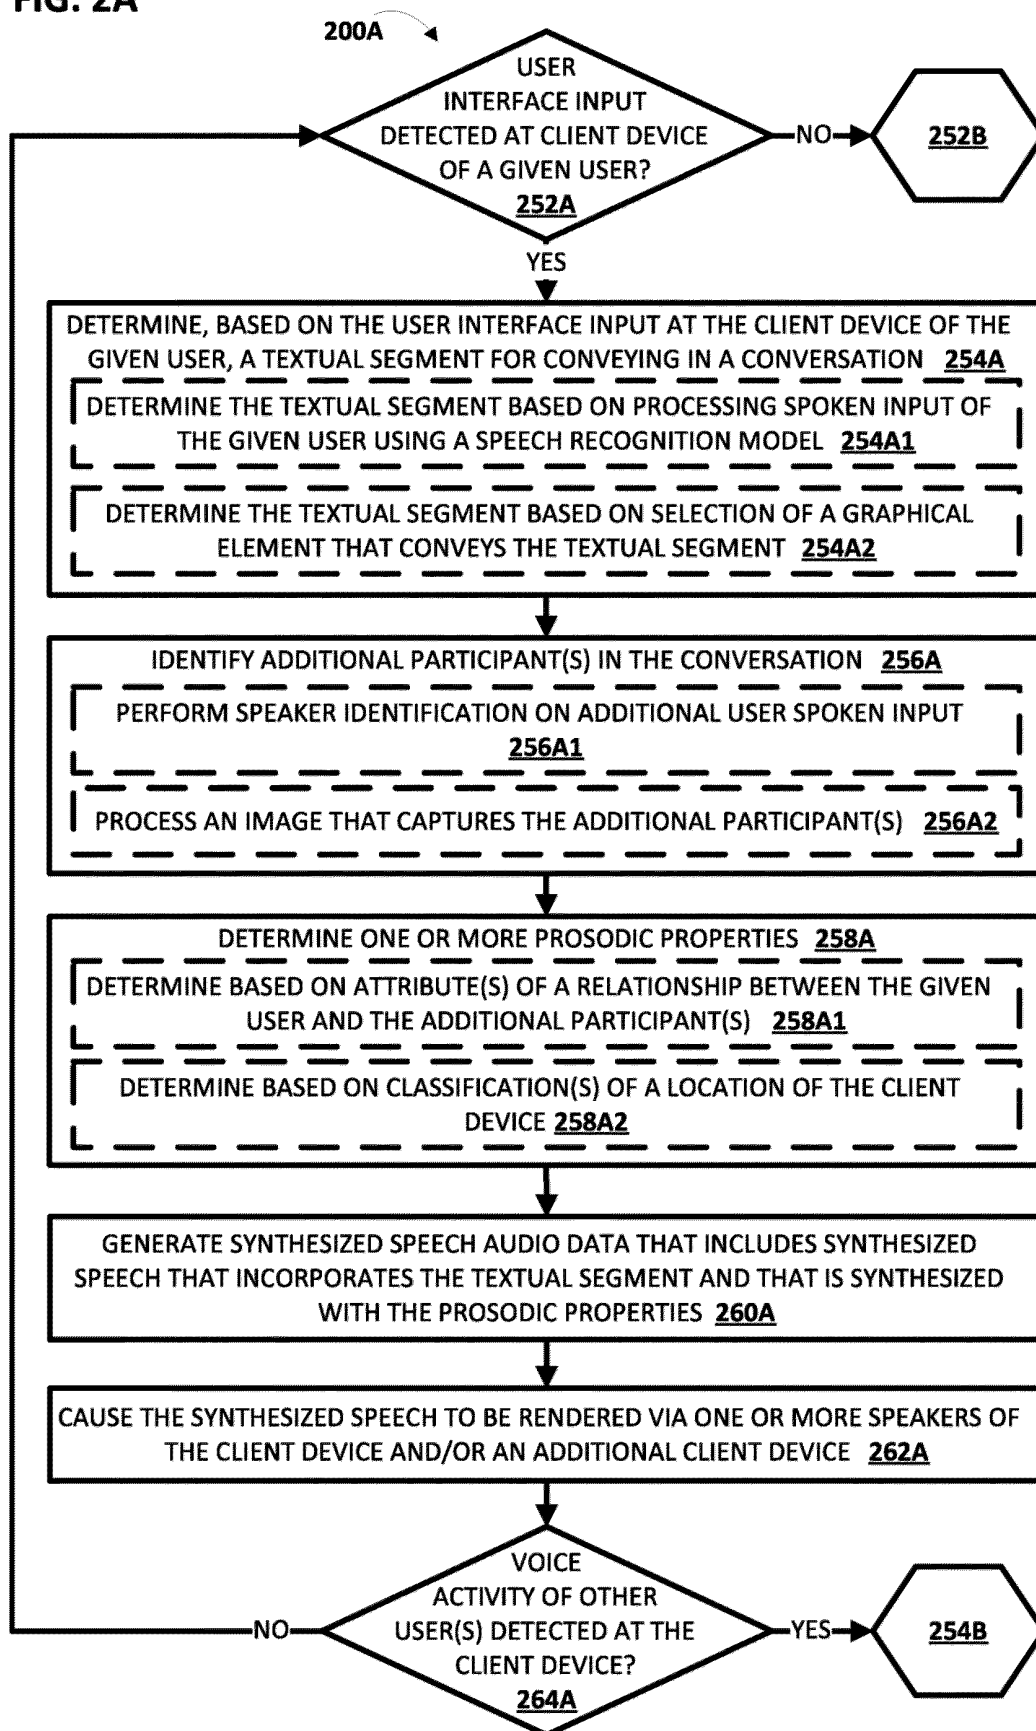 FIG. 2A
200A
USER
INTERFACE INPUT
DETECTED AT CLIENT DEVICE
OF A GIVEN USER?
252A
NO
252B
YES
DETERMINE, BASED ON THE USER INTERFACE INPUT AT THE CLIENT DEVICE OF THE
GIVEN USER, A TEXTUAL SEGMENT FOR CONVEYING IN A CONVERSATION 254A
DETERMINE THE TEXTUAL SEGMENT BASED ON PROCESSING SPOKEN INPUT OF
THE GIVEN USER USING A SPEECH RECOGNITION MODEL 254A1
DETERMINE THE TEXTUAL SEGMENT BASED ON SELECTION OF A GRAPHICAL
ELEMENT THAT CONVEYS THE TEXTUAL SEGMENT 254A2
IDENTIFY ADDITIONAL PARTICIPANT(S) IN THE CONVERSATION 256A
PERFORM SPEAKER IDENTIFICATION ON ADDITIONAL USER SPOKEN INPUT
256A1
PROCESS AN IMAGE THAT CAPTURES THE ADDITIONAL PARTICIPANT(S) 256A2
DETERMINE ONE OR MORE PROSODIC PROPERTIES 258A
DETERMINE BASED ON ATTRIBUTE(S) OF A RELATIONSHIP BETWEEN THE GIVEN
USER AND THE ADDITIONAL PARTICIPANT(S) 258A1
DETERMINE BASED ON CLASSIFICATION(S) OF A LOCATION OF THE CLIENT
DEVICE 258A2
GENERATE SYNTHESIZED SPEECH AUDIO DATA THAT INCLUDES SYNTHESIZED
SPEECH THAT INCORPORATES THE TEXTUAL SEGMENT AND THAT IS SYNTHESIZED
WITH THE PROSODIC PROPERTIES 260A
CAUSE THE SYNTHESIZED SPEECH TO BE RENDERED VIA ONE OR MORE SPEAKERS OF
THE CLIENT DEVICE AND/OR AN ADDITIONAL CLIENT DEVICE 262A
VOICE
ACTIVITY OF OTHER
USER(S) DETECTED AT THE
CLIENT DEVICE?
264A
NO
YES
254B